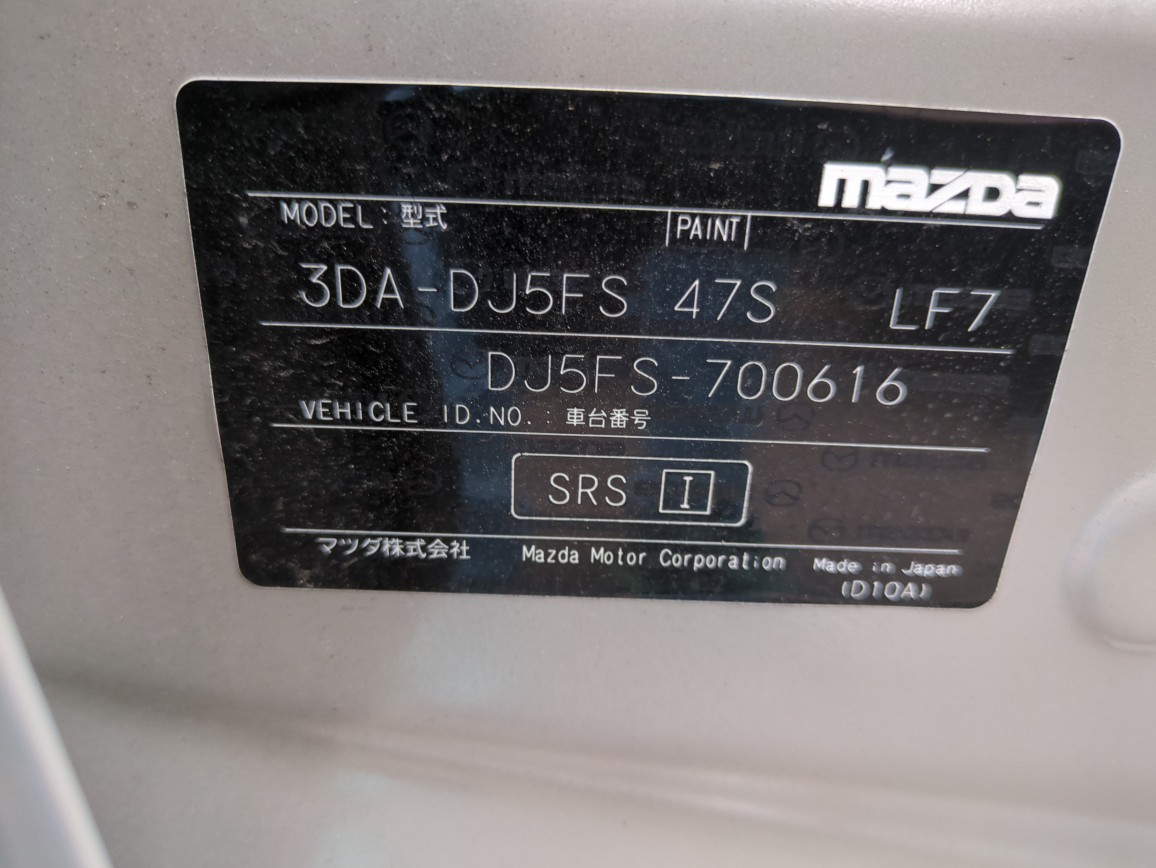 mazda
MODEL : 型式 PAINT
3DA-DJ5FS 47S LF7
DJ5FS-700616
VEHICLE ID.NO. : 車台番号
SRS I
マツダ株式会社 Mazda Motor Corporation Made in Japan
(D10A)